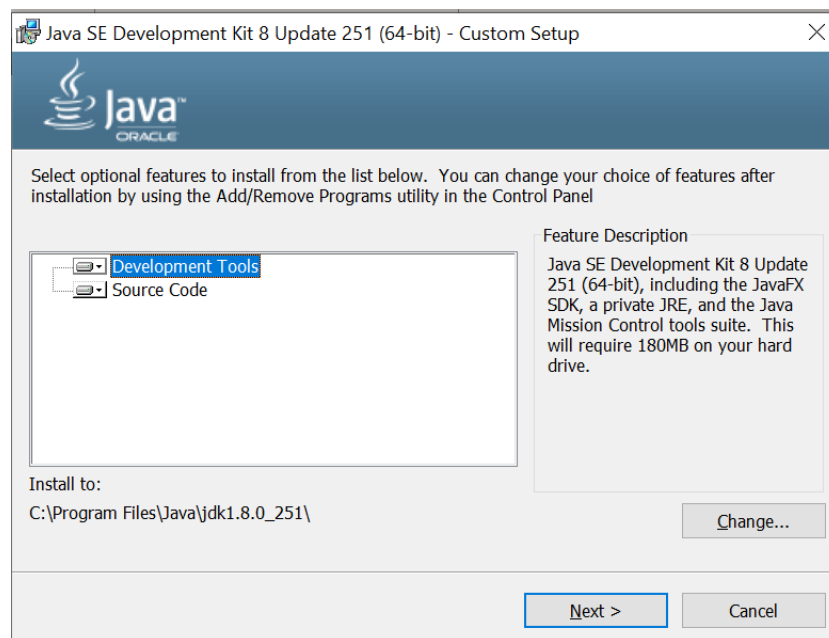 Java SE Development Kit 8 Update 251 (64-bit) - Custom Setup
Java™
ORACLE
Select optional features to install from the list below.  You can change your choice of features after
installation by using the Add/Remove Programs utility in the Control Panel
Development Tools
Source Code
Feature Description
Java SE Development Kit 8 Update
251 (64-bit), including the JavaFX
SDK, a private JRE, and the Java
Mission Control tools suite.  This
will require 180MB on your hard
drive.
Install to:
C:\Program Files\Java\jdk1.8.0_251\
Change...
Next >
Cancel